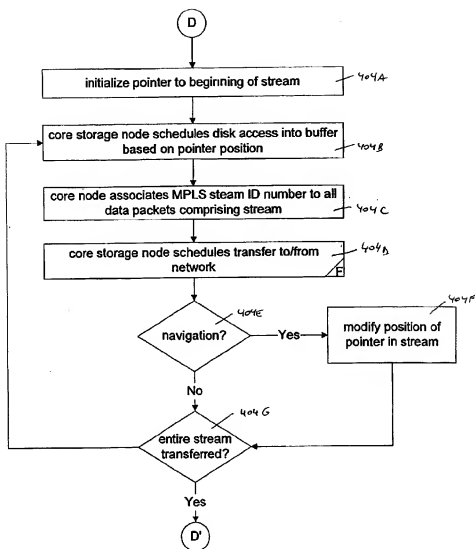 D
initialize pointer to beginning of stream
404A
core storage node schedules disk access into buffer
based on pointer position
404B
core node associates MPLS steam ID number to all
data packets comprising stream
404C
core storage node schedules transfer to/from
network
404D
F
404E
navigation?
Yes
404F
modify position of
pointer in stream
No
404G
entire stream
transferred?
Yes
D'